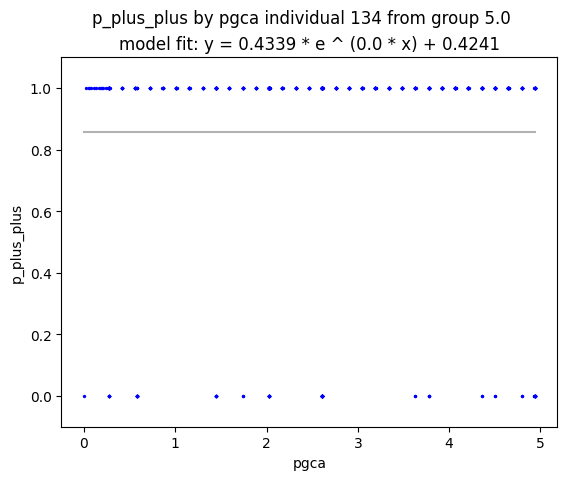 p_plus_plus by pgca individual 134 from group 5.0
model fit: y = 0.4339 * e ^ (0.0 * x) + 0.4241
1.0
0.8
0.6
0.4
0.2
0.0
p_plus_plus
0 1 2 3 4 5
pgca